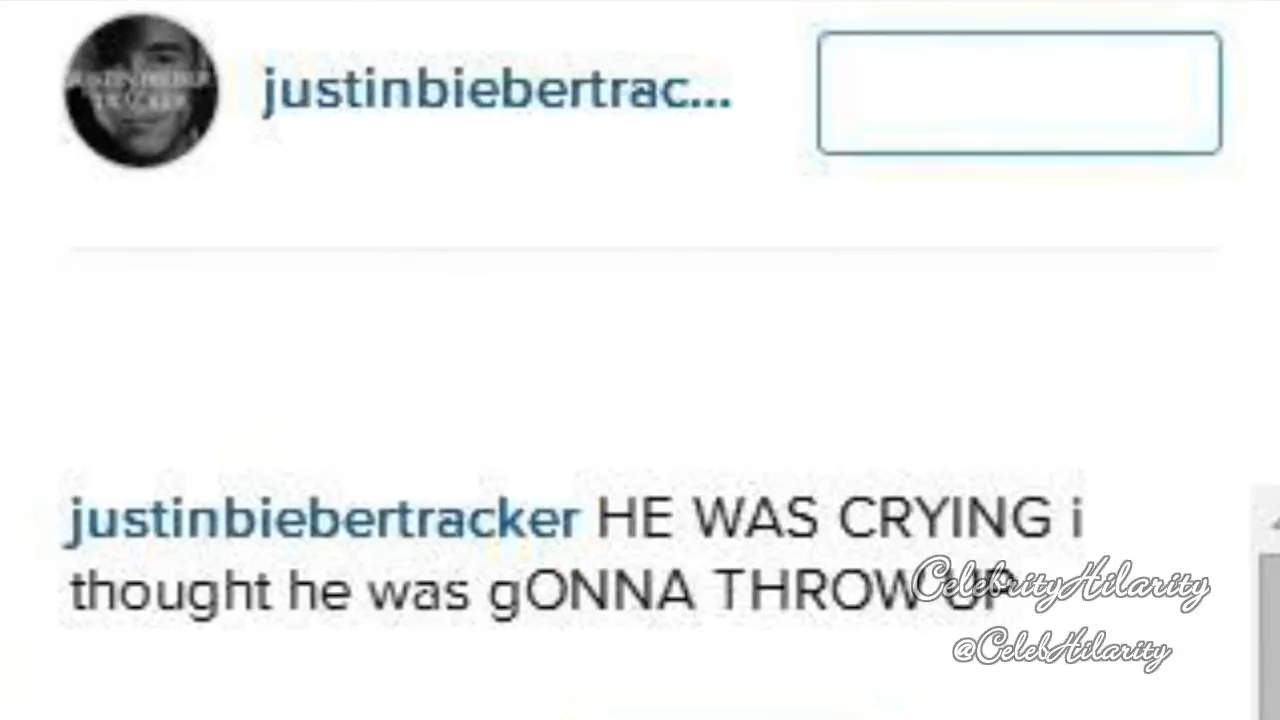 justinbiebertrac...
justinbiebertracker HE WAS CRYING i
thought he was gONNA THROW UP
CelebrityHilarity
@CelebHilarity